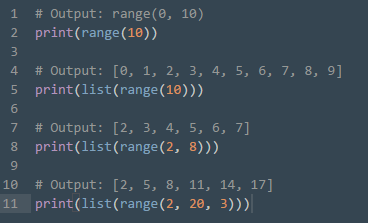 1 # Output: range(0, 10)
2 print(range(10))
3
4 # Output: [0, 1, 2, 3, 4, 5, 6, 7, 8, 9]
5 print(list(range(10)))
6
7 # Output: [2, 3, 4, 5, 6, 7]
8 print(list(range(2, 8)))
9
10 # Output: [2, 5, 8, 11, 14, 17]
11 print(list(range(2, 20, 3)))